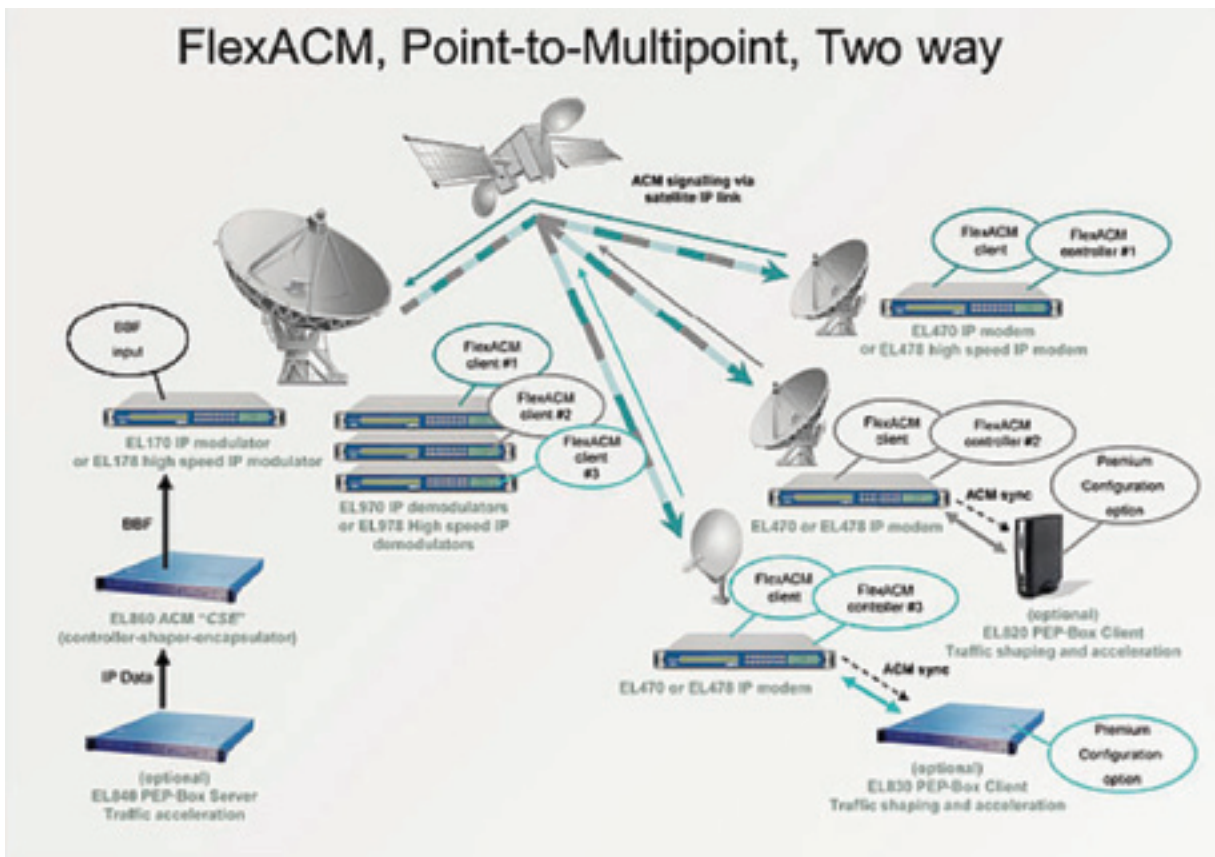 FlexACM, Point-to-Multipoint, Two way
ACM signalling via
satellite IP link
FlexACM
client
FlexACM
controller #1
EL470 IP modem
or EL478 high speed IP modem
BBF
input
FlexACM
client #1
FlexACM
client #2
FlexACM
client
#3
EL170 IP modulator
or EL178 high speed IP modulator
EL970 IP demodulators
or EL978 High speed IP
demodulators
FlexACM
client
FlexACM
controller #2
EL470 or EL478 IP modem
ACM sync
Premium
Configuration
option
(optional)
EL820 PEP-Box Client
Traffic shaping and acceleration
BBF
EL860 ACM "CSE"
(controller-shaper-encapsulator)
IP Data
(optional)
EL840 PEP-Box Server
Traffic acceleration
FlexACM
client
FlexACM
controller #3
EL470 or EL478 IP modem
ACM sync
(optional)
EL830 PEP-Box Client
Traffic shaping and acceleration
Premium
Configuration
option